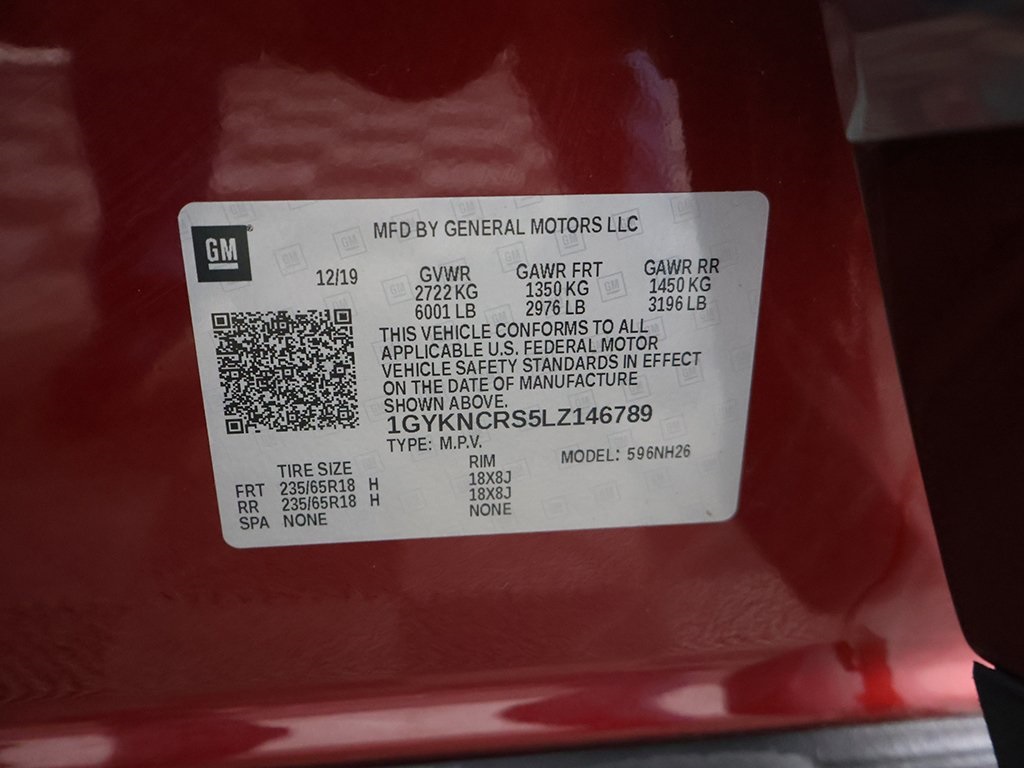 GM
MFD BY GENERAL MOTORS LLC
12/19
GVWR GAWR FRT GAWR RR
2722 KG 1350 KG 1450 KG
6001 LB 2976 LB 3196 LB
THIS VEHICLE CONFORMS TO ALL
APPLICABLE U.S. FEDERAL MOTOR
VEHICLE SAFETY STANDARDS IN EFFECT
ON THE DATE OF MANUFACTURE
SHOWN ABOVE.
1GYKNCRS5LZ146789
TYPE: M.P.V. MODEL: 596NH26
TIRE SIZE RIM
FRT 235/65R18 H 18X8J
RR 235/65R18 H 18X8J
SPA NONE NONE